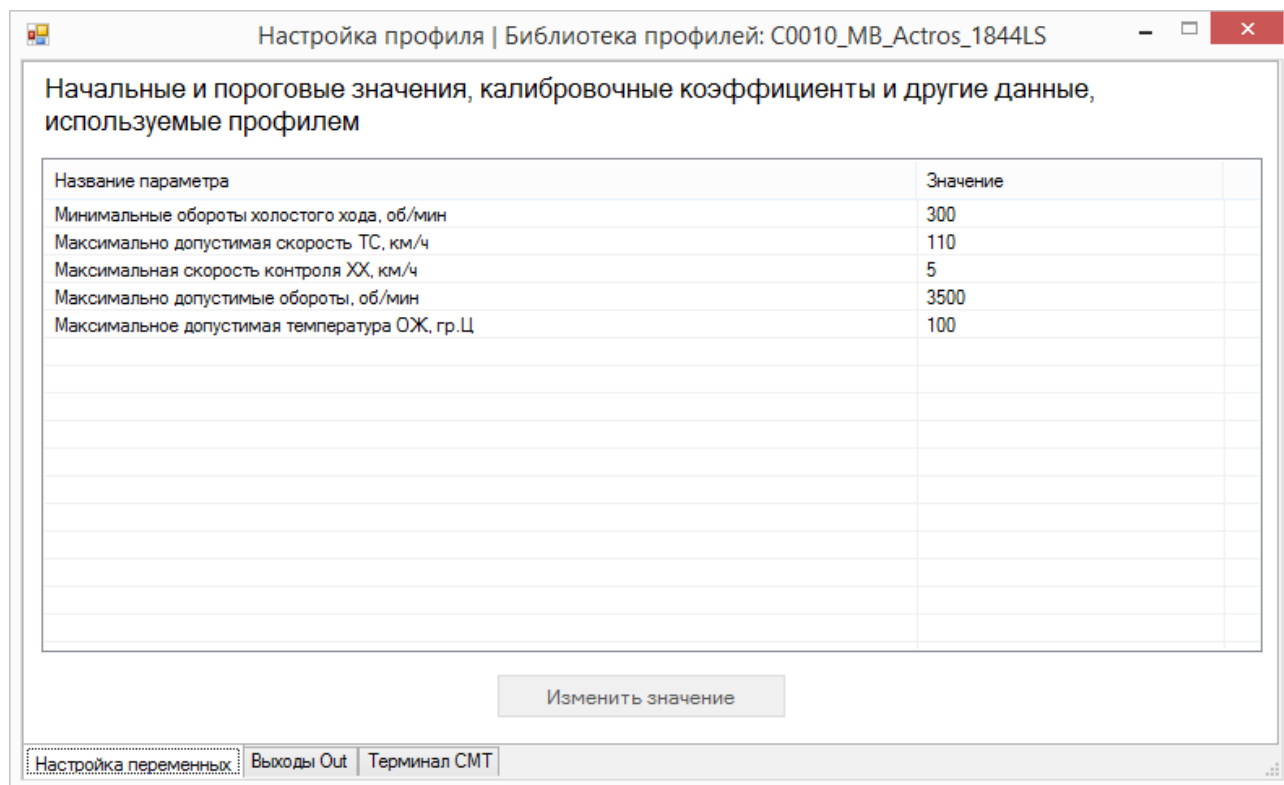 Настройка профиля | Библиотека профилей: C0010_MB_Actros_1844LS
Начальные и пороговые значения, калибровочные коэффициенты и другие данные,
используемые профилем
Название параметра Значение
Минимальные обороты холостого хода, об/мин 300
Максимально допустимая скорость ТС, км/ч 110
Максимальная скорость контроля ХХ, км/ч 5
Максимально допустимые обороты, об/мин 3500
Максимальное допустимая температура ОЖ, гр.Ц 100
Изменить значение
Настройка переменных Выходы Out Терминал СМТ